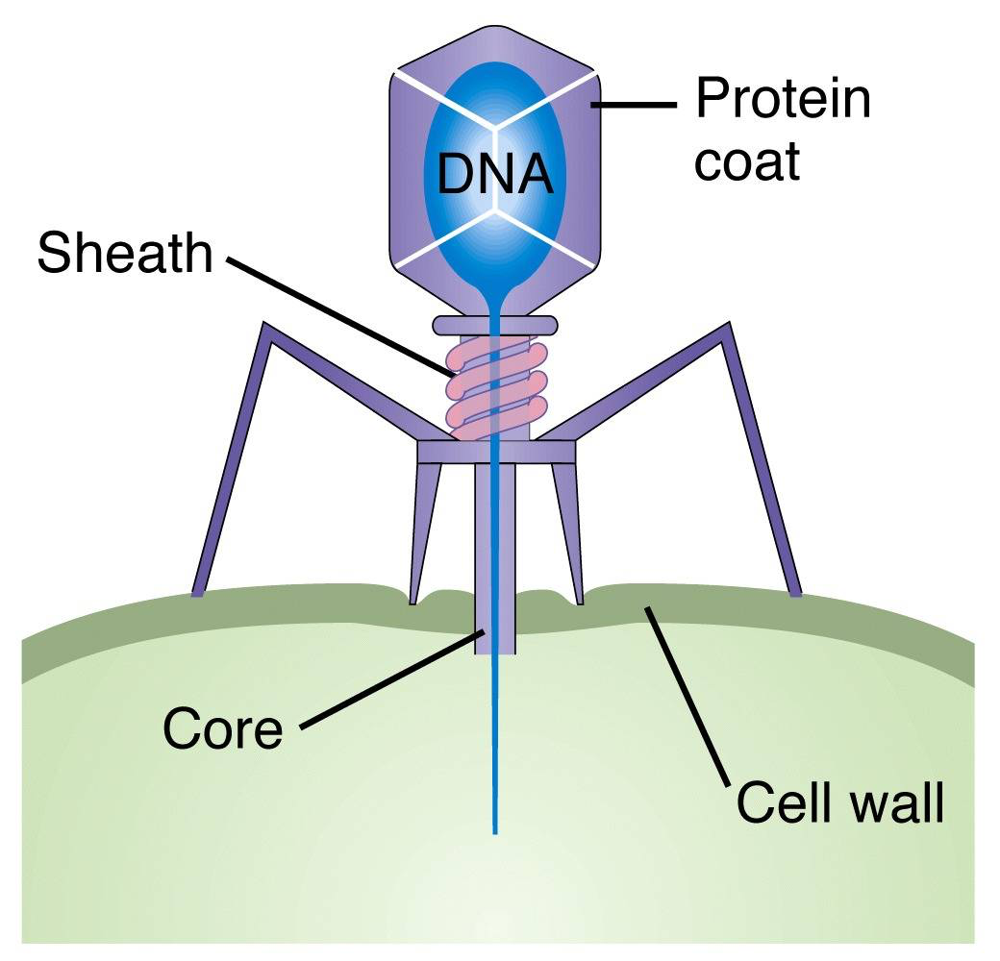 Protein
coat
DNA
Sheath
Core
Cell wall